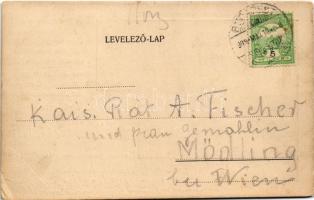 LEVELEZŐ-LAP
Kais. Rat A. Fischer
und frau gemahlin
Mödling
bei Wien